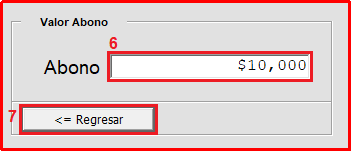 Valor Abono
6
Abono $10,000
7 <= Regresar